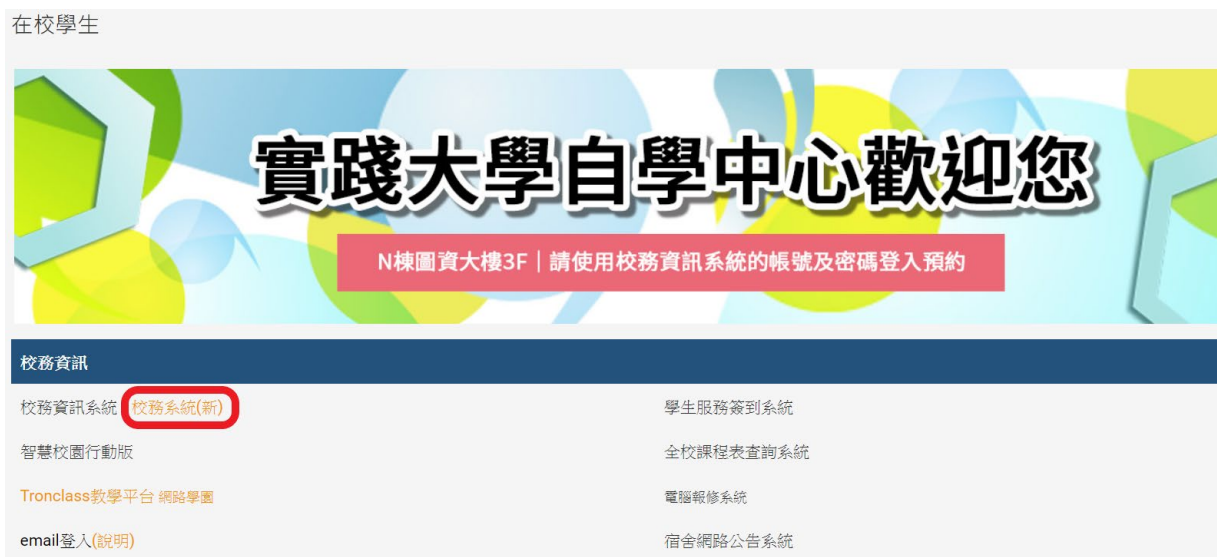 在校學生
實踐大學自學中心歡迎您
N棟圖資大樓3F｜請使用校務資訊系統的帳號及密碼登入預約
校務資訊
校務資訊系統 校務系統(新)
學生服務簽到系統
智慧校園行動版
全校課程表查詢系統
Tronclass教學平台 網路學園
電腦報修系統
email登入(說明)
宿舍網路公告系統